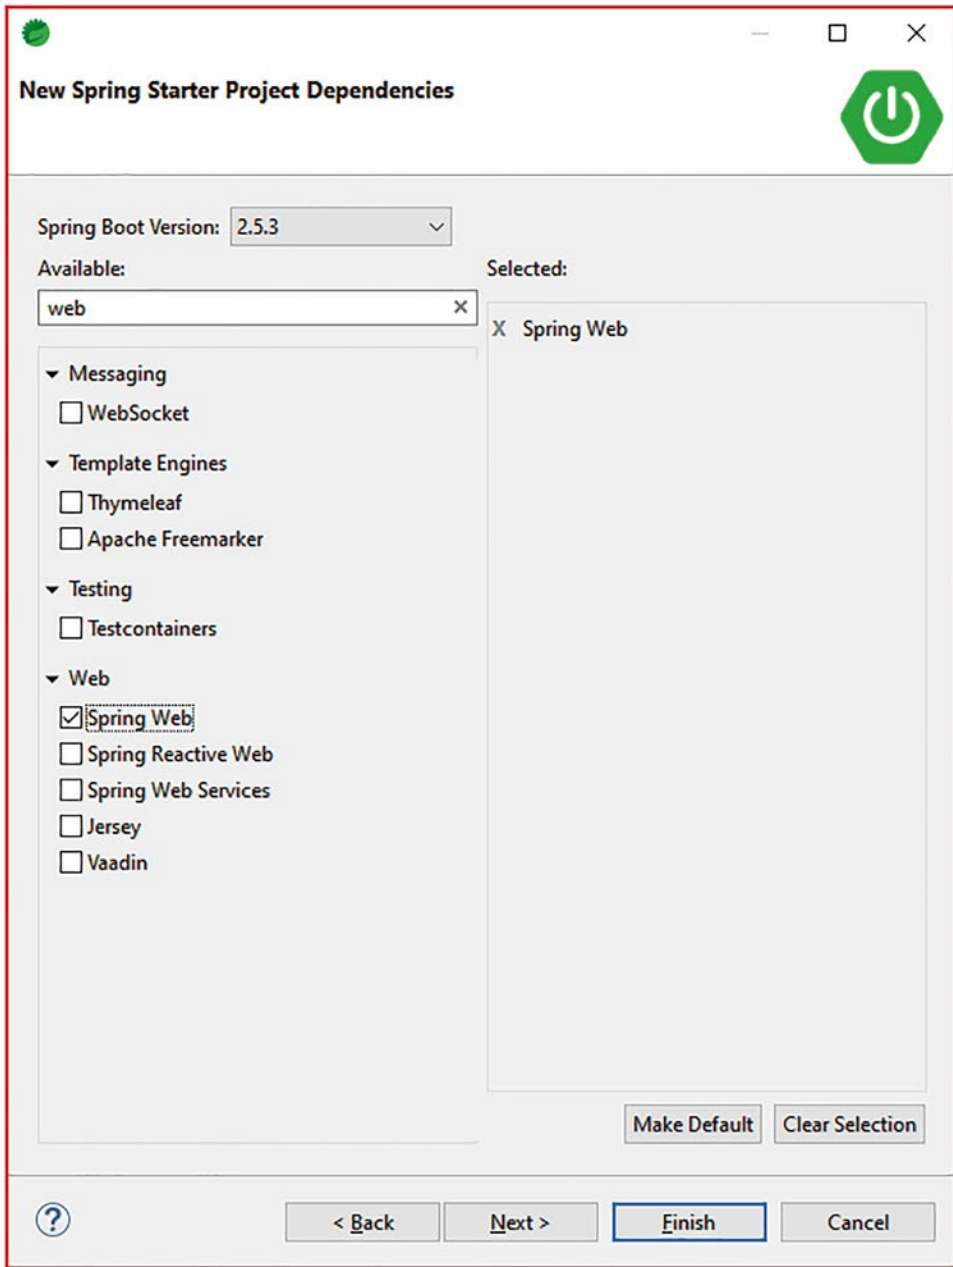 New Spring Starter Project Dependencies
Spring Boot Version: 2.5.3
Available:
web
Messaging
WebSocket
Template Engines
Thymeleaf
Apache Freemarker
Testing
Testcontainers
Web
Spring Web
Spring Reactive Web
Spring Web Services
Jersey
Vaadin
Selected:
X Spring Web
Make Default Clear Selection
? < Back Next > Finish Cancel